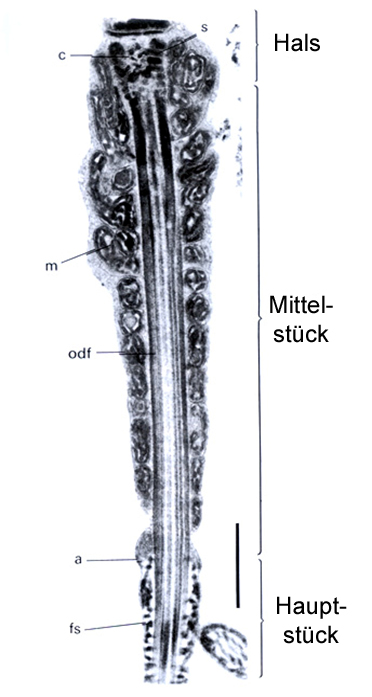 s
c
Hals
m
Mittel-
stück
odf
a
Haupt-
stück
fs